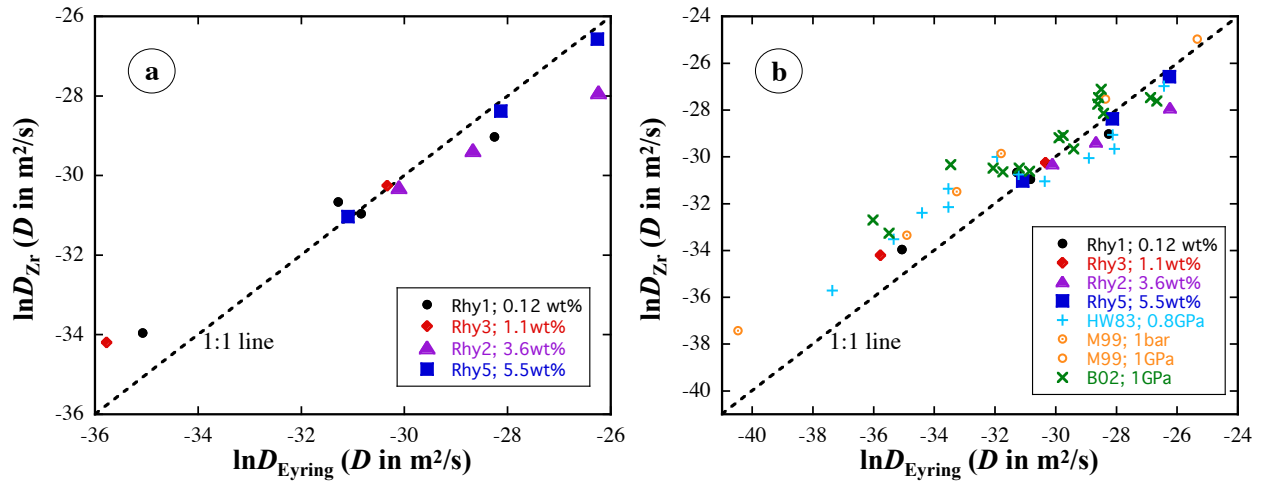 a
-26
-28
-30
-32
-34
-36
-36
-34
-32
-30
-28
-26
lnD_Zr (D in m²/s)
lnD_Eyring (D in m²/s)
1:1 line
Rhy1; 0.12 wt%
Rhy3; 1.1wt%
Rhy2; 3.6wt%
Rhy5; 5.5wt%
b
-24
-26
-28
-30
-32
-34
-36
-38
-40
-40
-38
-36
-34
-32
-30
-28
-26
-24
lnD_Zr (D in m²/s)
lnD_Eyring (D in m²/s)
1:1 line
Rhy1; 0.12 wt%
Rhy3; 1.1wt%
Rhy2; 3.6wt%
Rhy5; 5.5wt%
HW83; 0.8GPa
M99; 1bar
M99; 1GPa
B02; 1GPa